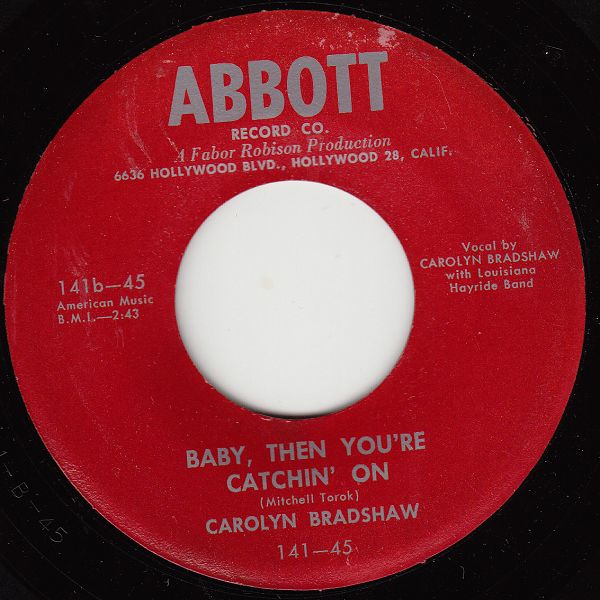 ABBOTT
RECORD CO.
A Fabor Robison Production
6636 HOLLYWOOD BLVD., HOLLYWOOD 28, CALIF.
141b—45
American Music
B.M.I.—2:43
Vocal by
CAROLYN BRADSHAW
with Louisiana
Hayride Band
BABY, THEN YOU'RE
CATCHIN' ON
(Mitchell Torok)
CAROLYN BRADSHAW
141—45
-B-45